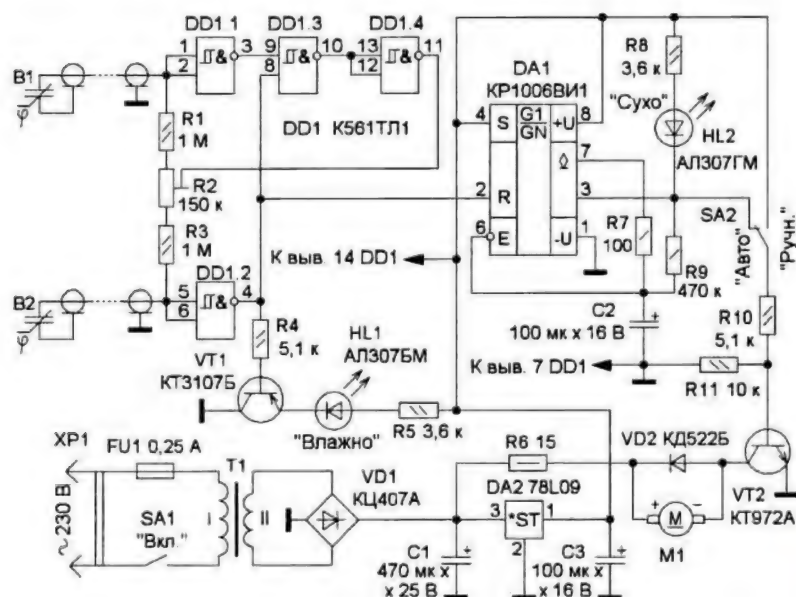 DD1.1
DD1.3
DD1.4
B1
1
2
3
9
8
10
13
12
11
&
&
&
R1
1 М
R2
150 к
R3
1 М
DD1 К561ТЛ1
DA1
КР1006ВИ1
4
S
G1
GN
+U
8
7
2
R
3
6
E
-U
1
R8
3,6 к
"Сухо"
HL2
АЛ307ГМ
SA2
"Авто"
"Ручн."
R7
100
R9
470 к
R10
5,1 к
К выв. 14 DD1
C2
100 мк х 16 В
К выв. 7 DD1
R11 10 к
B2
DD1.2
5
6
4
&
R4
5,1 к
VT1
КТ3107Б
HL1
АЛ307БМ
"Влажно"
R5 3,6 к
XP1
~230 В
FU1 0,25 А
SA1
"Вкл."
T1
I
II
VD1
КЦ407А
R6 15
DA2 78L09
3
*ST
1
2
C1
470 мк х
х 25 В
C3
100 мк х
х 16 В
VD2 КД522Б
+
M
−
M1
VT2
КТ972А